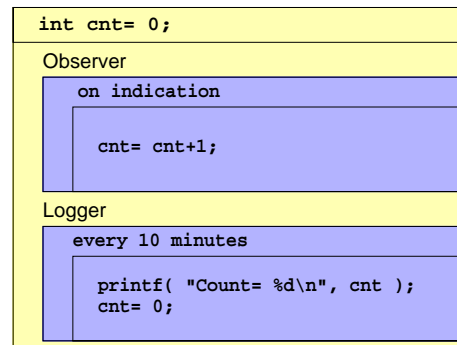 int cnt= 0;
Observer
on indication
cnt= cnt+1;
Logger
every 10 minutes
printf( "Count= %d\n", cnt );
cnt= 0;